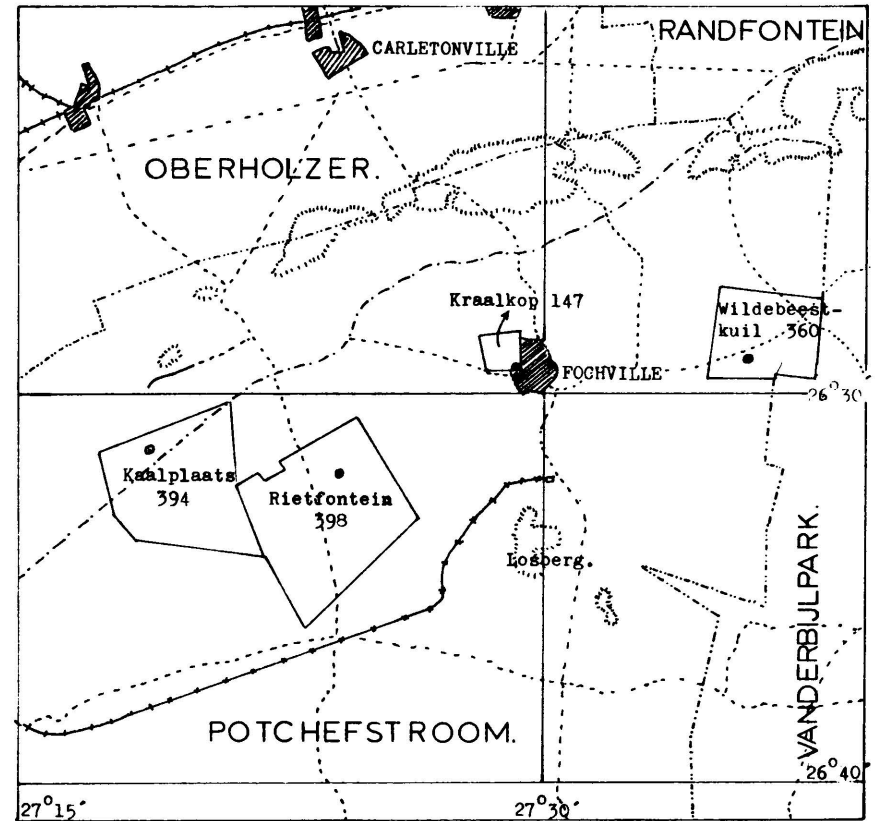 RANDFONTEIN
CARLETONVILLE
OBERHOLZER.
Kraalkop 147
Wildebeest-
kuil 360
FOCHVILLE
26°30
Kaalplaats
394
Rietfontein
398
Losberg.
VANDERBIJLPARK.
POTCHEFSTROOM.
26°40
27°15'
27°30'